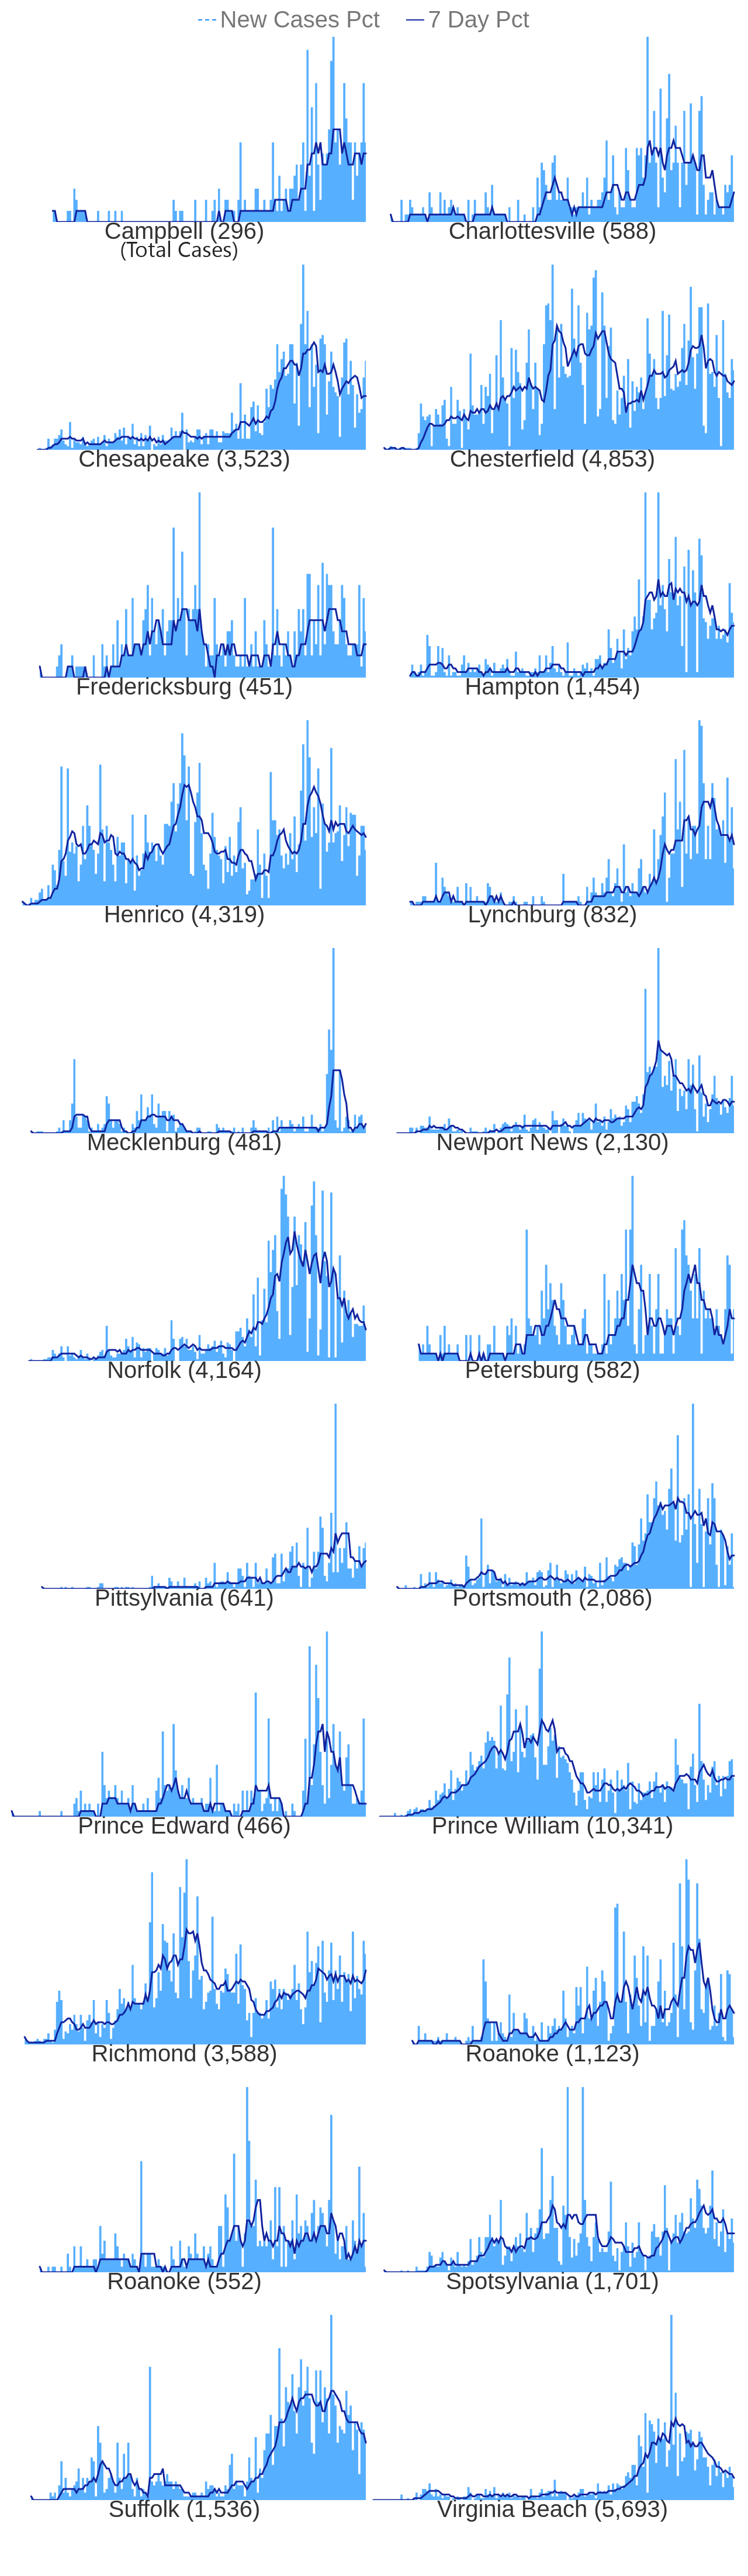 New Cases Pct 7 Day Pct
Campbell (296) Charlottesville (588)
(Total Cases)
Chesapeake (3,523) Chesterfield (4,853)
Fredericksburg (451) Hampton (1,454)
Henrico (4,319) Lynchburg (832)
Mecklenburg (481) Newport News (2,130)
Norfolk (4,164) Petersburg (582)
Pittsylvania (641) Portsmouth (2,086)
Prince Edward (466) Prince William (10,341)
Richmond (3,588) Roanoke (1,123)
Roanoke (552) Spotsylvania (1,701)
Suffolk (1,536) Virginia Beach (5,693)